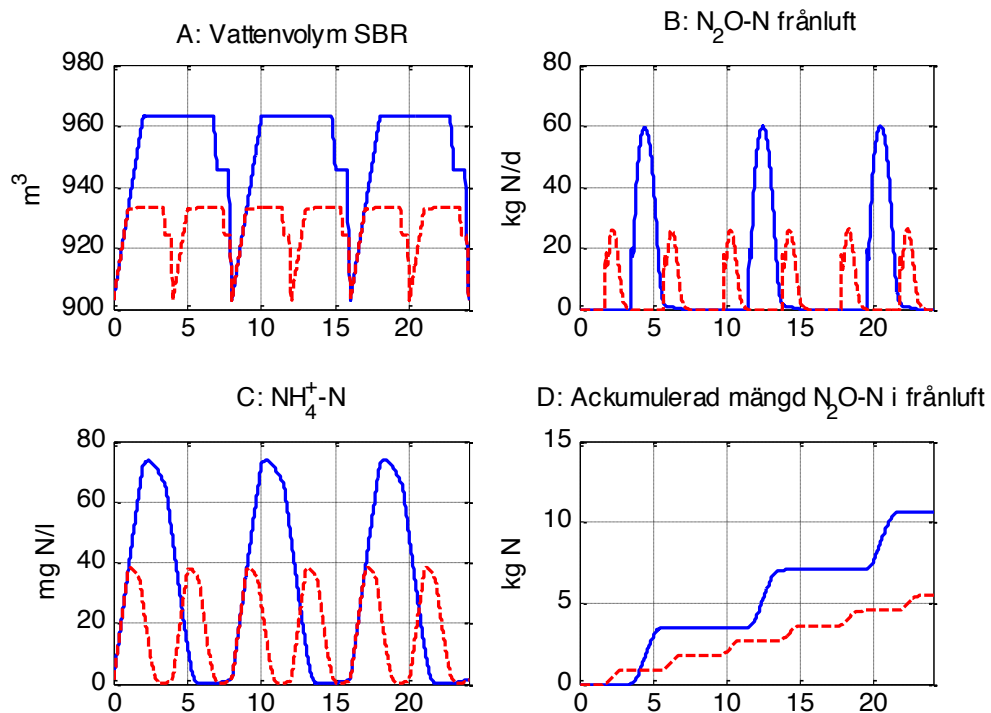 A: Vattenvolym SBR
980
960
940
920
900
m³
0 5 10 15 20
B: N₂O-N frånluft
80
60
40
20
0
kg N/d
0 5 10 15 20
C: NH₄⁺-N
80
60
40
20
0
mg N/l
0 5 10 15 20
D: Ackumulerad mängd N₂O-N i frånluft
15
10
5
0
kg N
0 5 10 15 20